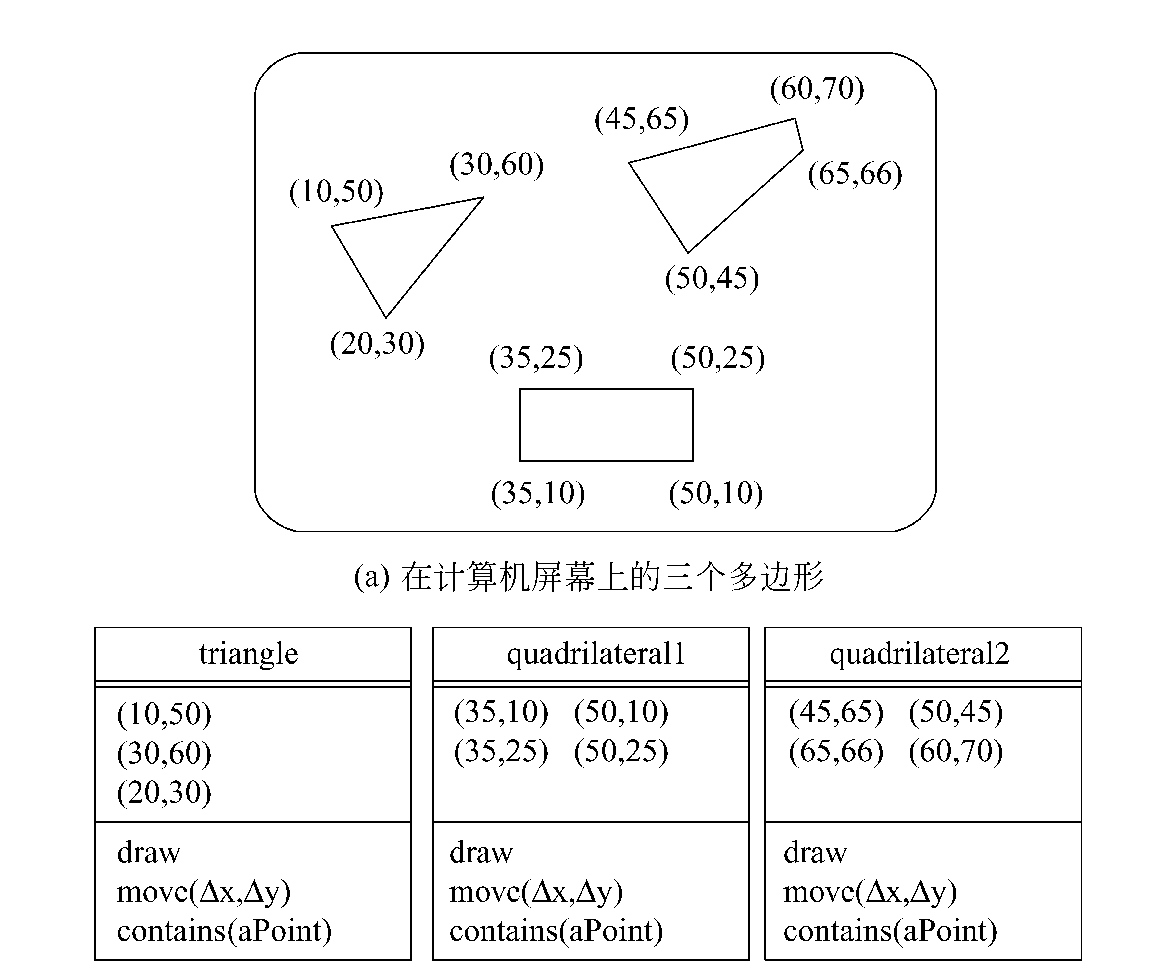 (60,70)
(45,65)
(30,60)
(65,66)
(10,50)
(50,45)
(20,30)
(35,25) (50,25)
(35,10) (50,10)
(a) 在计算机屏幕上的三个多边形
triangle
(10,50)
(30,60)
(20,30)
draw
movc(Δx,Δy)
contains(aPoint)
quadrilateral1
(35,10) (50,10)
(35,25) (50,25)
draw
movc(Δx,Δy)
contains(aPoint)
quadrilateral2
(45,65) (50,45)
(65,66) (60,70)
draw
movc(Δx,Δy)
contains(aPoint)